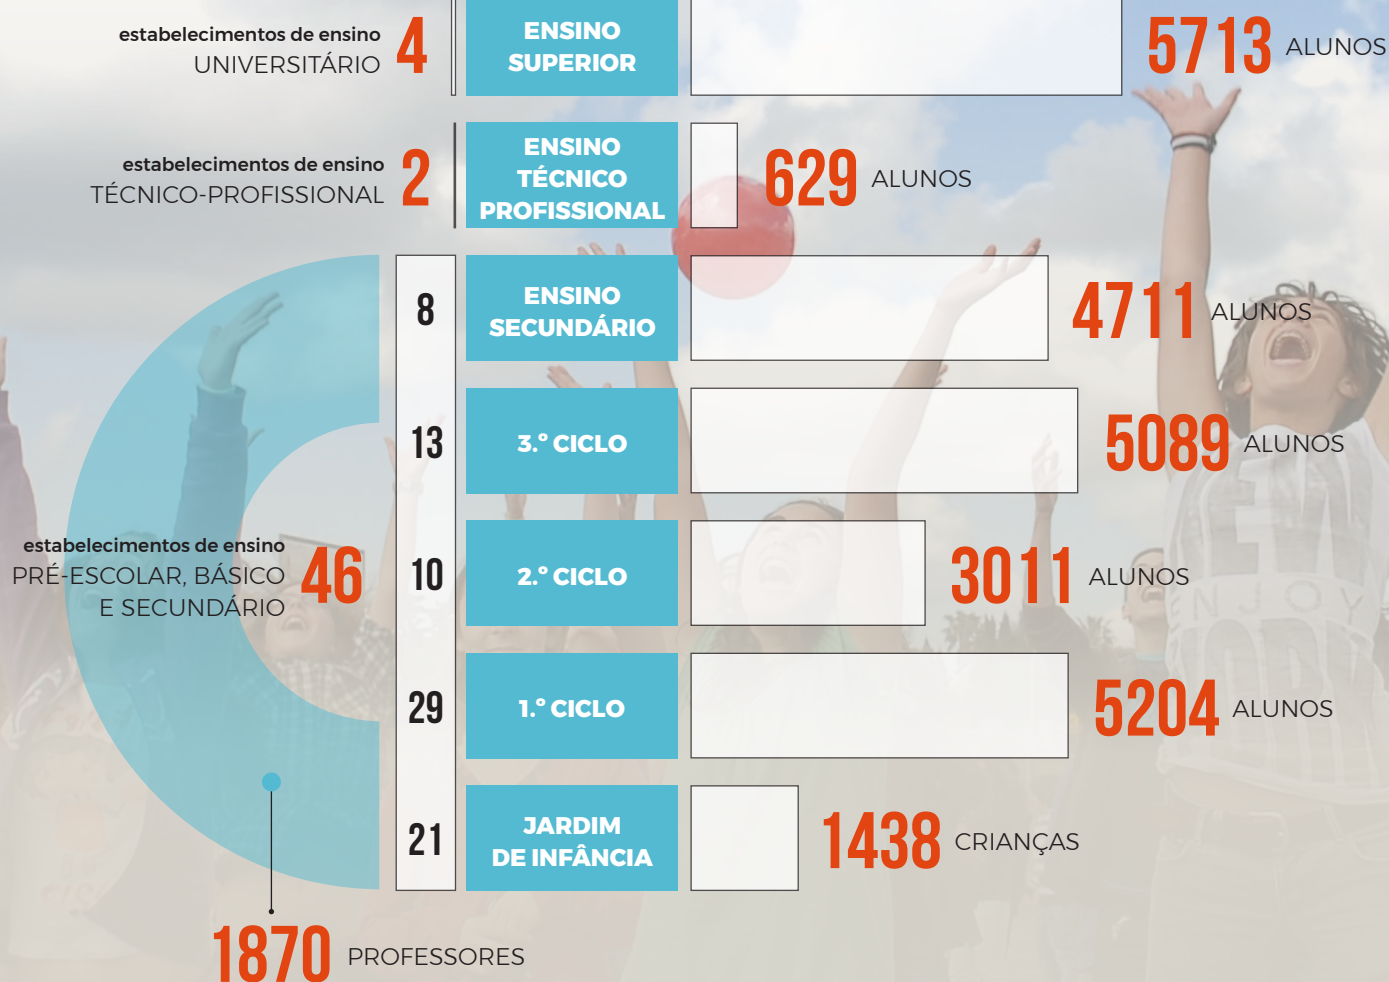 estabelecimentos de ensino
UNIVERSITÁRIO
4
ENSINO
SUPERIOR
5713 ALUNOS
estabelecimentos de ensino
TÉCNICO-PROFISSIONAL
2
ENSINO
TÉCNICO
PROFISSIONAL
629 ALUNOS
8
ENSINO
SECUNDÁRIO
4711 ALUNOS
13
3.º CICLO
5089 ALUNOS
estabelecimentos de ensino
PRÉ-ESCOLAR, BÁSICO
E SECUNDÁRIO
46
10
2.º CICLO
3011 ALUNOS
29
1.º CICLO
5204 ALUNOS
21
JARDIM
DE INFÂNCIA
1438 CRIANÇAS
1870 PROFESSORES
ENJOY